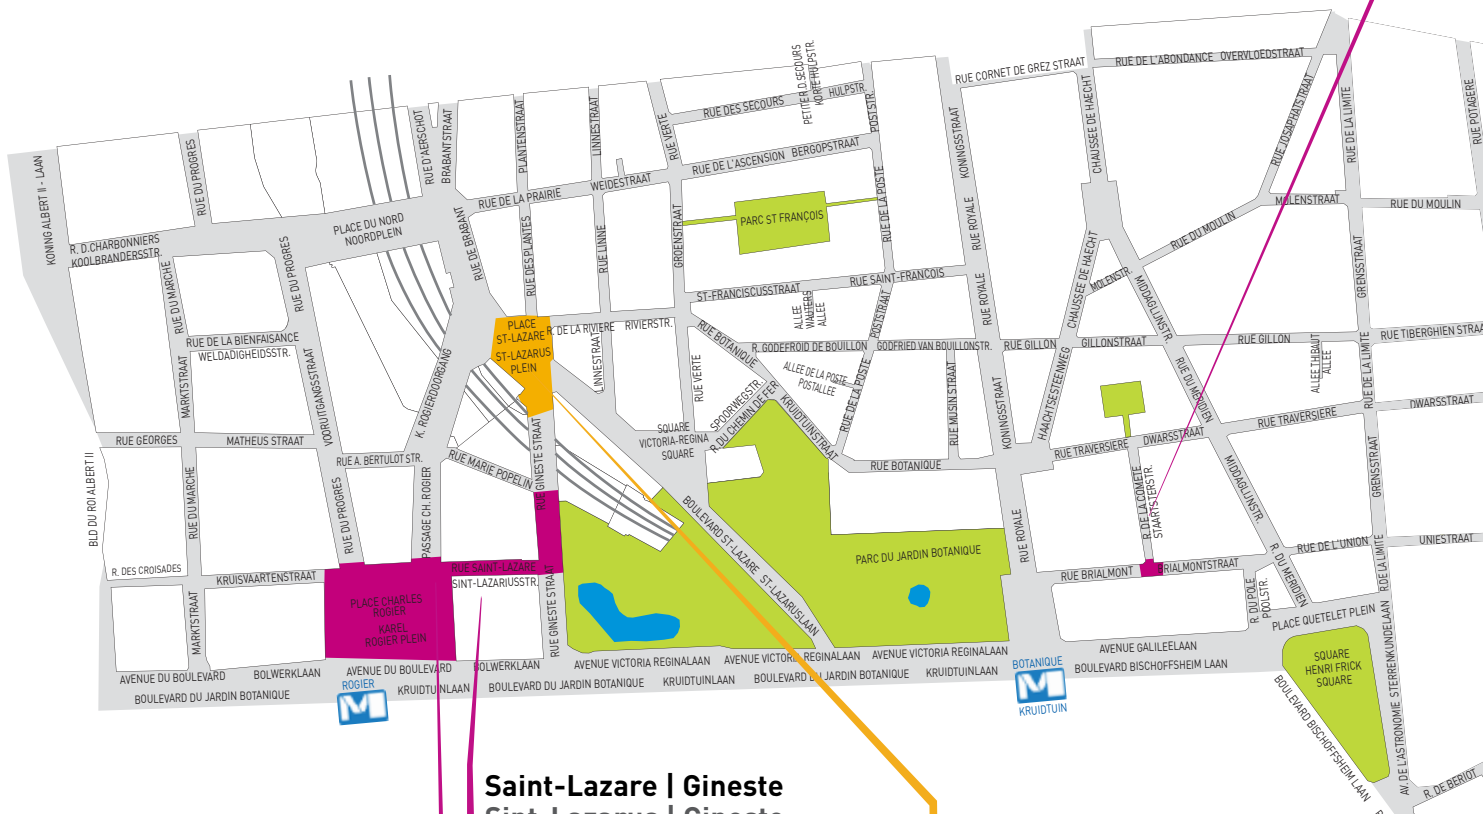 KONING ALBERT II - LAAN
RUE DU PROGRES
R. D.CHARBONNIERS
KOOLBRANDERSSTR.
RUE DU MARCHE
RUE DU PROGRES
RUE DE LA BIENFAISANCE
WELDADIGHEIDSSTR.
MARKTSTRAAT
VOORUITGANGSSTRAAT
RUE GEORGES
MATHEUS STRAAT
BLD DU ROI ALBERT II
RUE DU MARCHE
RUE DU PROGRES
R. DES CROISADES
KRUISVAARTENSTRAAT
MARKTSTRAAT
AVENUE DU BOULEVARD
BOLWERKLAAN
BOULEVARD DU JARDIN BOTANIQUE
PLACE DU NORD
NOORDPLEIN
RUE D'AERSCHOT
BRABANTSTRAAT
RUE DE BRABANT
PLANTENSTRAAT
RUE DES PLANTES
LINNESTRAAT
RUE LINNE
RUE DE LA PRAIRIE
WEIDESTRAAT
RUE VERTE
GROENSTRAAT
RUE DES SECOURS
HULPSTR.
PETITE R.D.SECOURS
KORTE HULPSTR.
POSTSTR.
RUE DE L'ASCENSION
BERGOPSTRAAT
PARC ST FRANÇOIS
RUE DE LA POSTE
ST-FRANCISCUSSTRAAT
RUE SAINT-FRANCOIS
ALLEE
WAUTERS
ALLEE
POSTSTRAAT
PLACE
ST-LAZARE
ST-LAZARUS
PLEIN
R. DE LA RIVIERE
RIVIERSTR.
LINNESTRAAT
RUE VERTE
RUE BOTANIQUE
R. GODEFROID DE BOUILLON
GODFRIED VAN BOUILLONSTR.
ALLEE DE LA POSTE
POSTALLEE
RUE DE LA POSTE
SPOORWEGSTR.
R. DU CHEMIN DE FER
KRUIDTUINSTRAAT
RUE MUSIN STRAAT
RUE BOTANIQUE
SQUARE
VICTORIA-REGINA
SQUARE
K. ROGIERDOORGANG
RUE A. BERTULOT STR.
RUE MARIE POPELIN
PASSAGE CH. ROGIER
RUE GINESTE STRAAT
RUE GINESTE STRAAT
RUE SAINT-LAZARE
SINT-LAZARIUSSTR.
PLACE CHARLES
ROGIER
KAREL
ROGIER PLEIN
BOULEVARD ST-LAZARE
ST-LAZARUSLAAN
PARC DU JARDIN BOTANIQUE
AVENUE DU BOULEVARD
BOLWERKLAAN
AVENUE VICTORIA REGINALAAN
AVENUE VICTORIA REGINALAAN
AVENUE VICTORIA REGINALAAN
ROGIER
M
KRUIDTUINLAAN
BOULEVARD DU JARDIN BOTANIQUE
KRUIDTUINLAAN
BOULEVARD DU JARDIN BOTANIQUE
KRUIDTUINLAAN
BOTANIQUE
M
KRUIDTUIN
KONINGSSTRAAT
RUE ROYALE
RUE ROYALE
KONINGSSTRAAT
RUE ROYALE
RUE CORNET DE GREZ STRAAT
CHAUSSEE DE HAECHT
CHAUSSEE DE HAECHT
HAACHTSESTEENWEG
RUE DE L'ABONDANCE
OVERVLOEDSTRAAT
RUE JOSAPHATSTRAAT
RUE DE LA LIMITE
RUE POTAGERE
MOLENSTRAAT
RUE DU MOULIN
RUE DU MOULIN
MOLENSTR.
MIDDAGLIJNSTR.
GRENSSTRAAT
RUE GILLON
GILLONSTRAAT
RUE GILLON
RUE TIBERGHIEN STRAA
ALLEE THIBAUT
ALLEE
RUE DE LA LIMITE
RUE DU MERIDIEN
RUE TRAVERSIERE
DWARSSTRAAT
RUE TRAVERSIERE
DWARSTRAAT
R. DE LA COMETE
STAARTSTERSTR.
MIDDAGLIJNSTR.
GRENSSTRAAT
RUE DE L'UNION
UNIESTRAAT
R.DE LA LIMITE
RUE BRIALMONT
BRIALMONTSTRAAT
R. DU MERIDIEN
R. DU POLE
POOLSTR.
PLACE QUETELET PLEIN
AVENUE GALILEELAAN
BOULEVARD BISCHOFFSHEIM LAAN
SQUARE
HENRI FRICK
SQUARE
BOULEVARD BISCHOFFSHEIM LAAN
AV. DE L'ASTRONOMIE
STERRENKUNDELAAN
R. DE BERIOT
Saint-Lazare | Gineste
Sint-Lazarus | Gineste